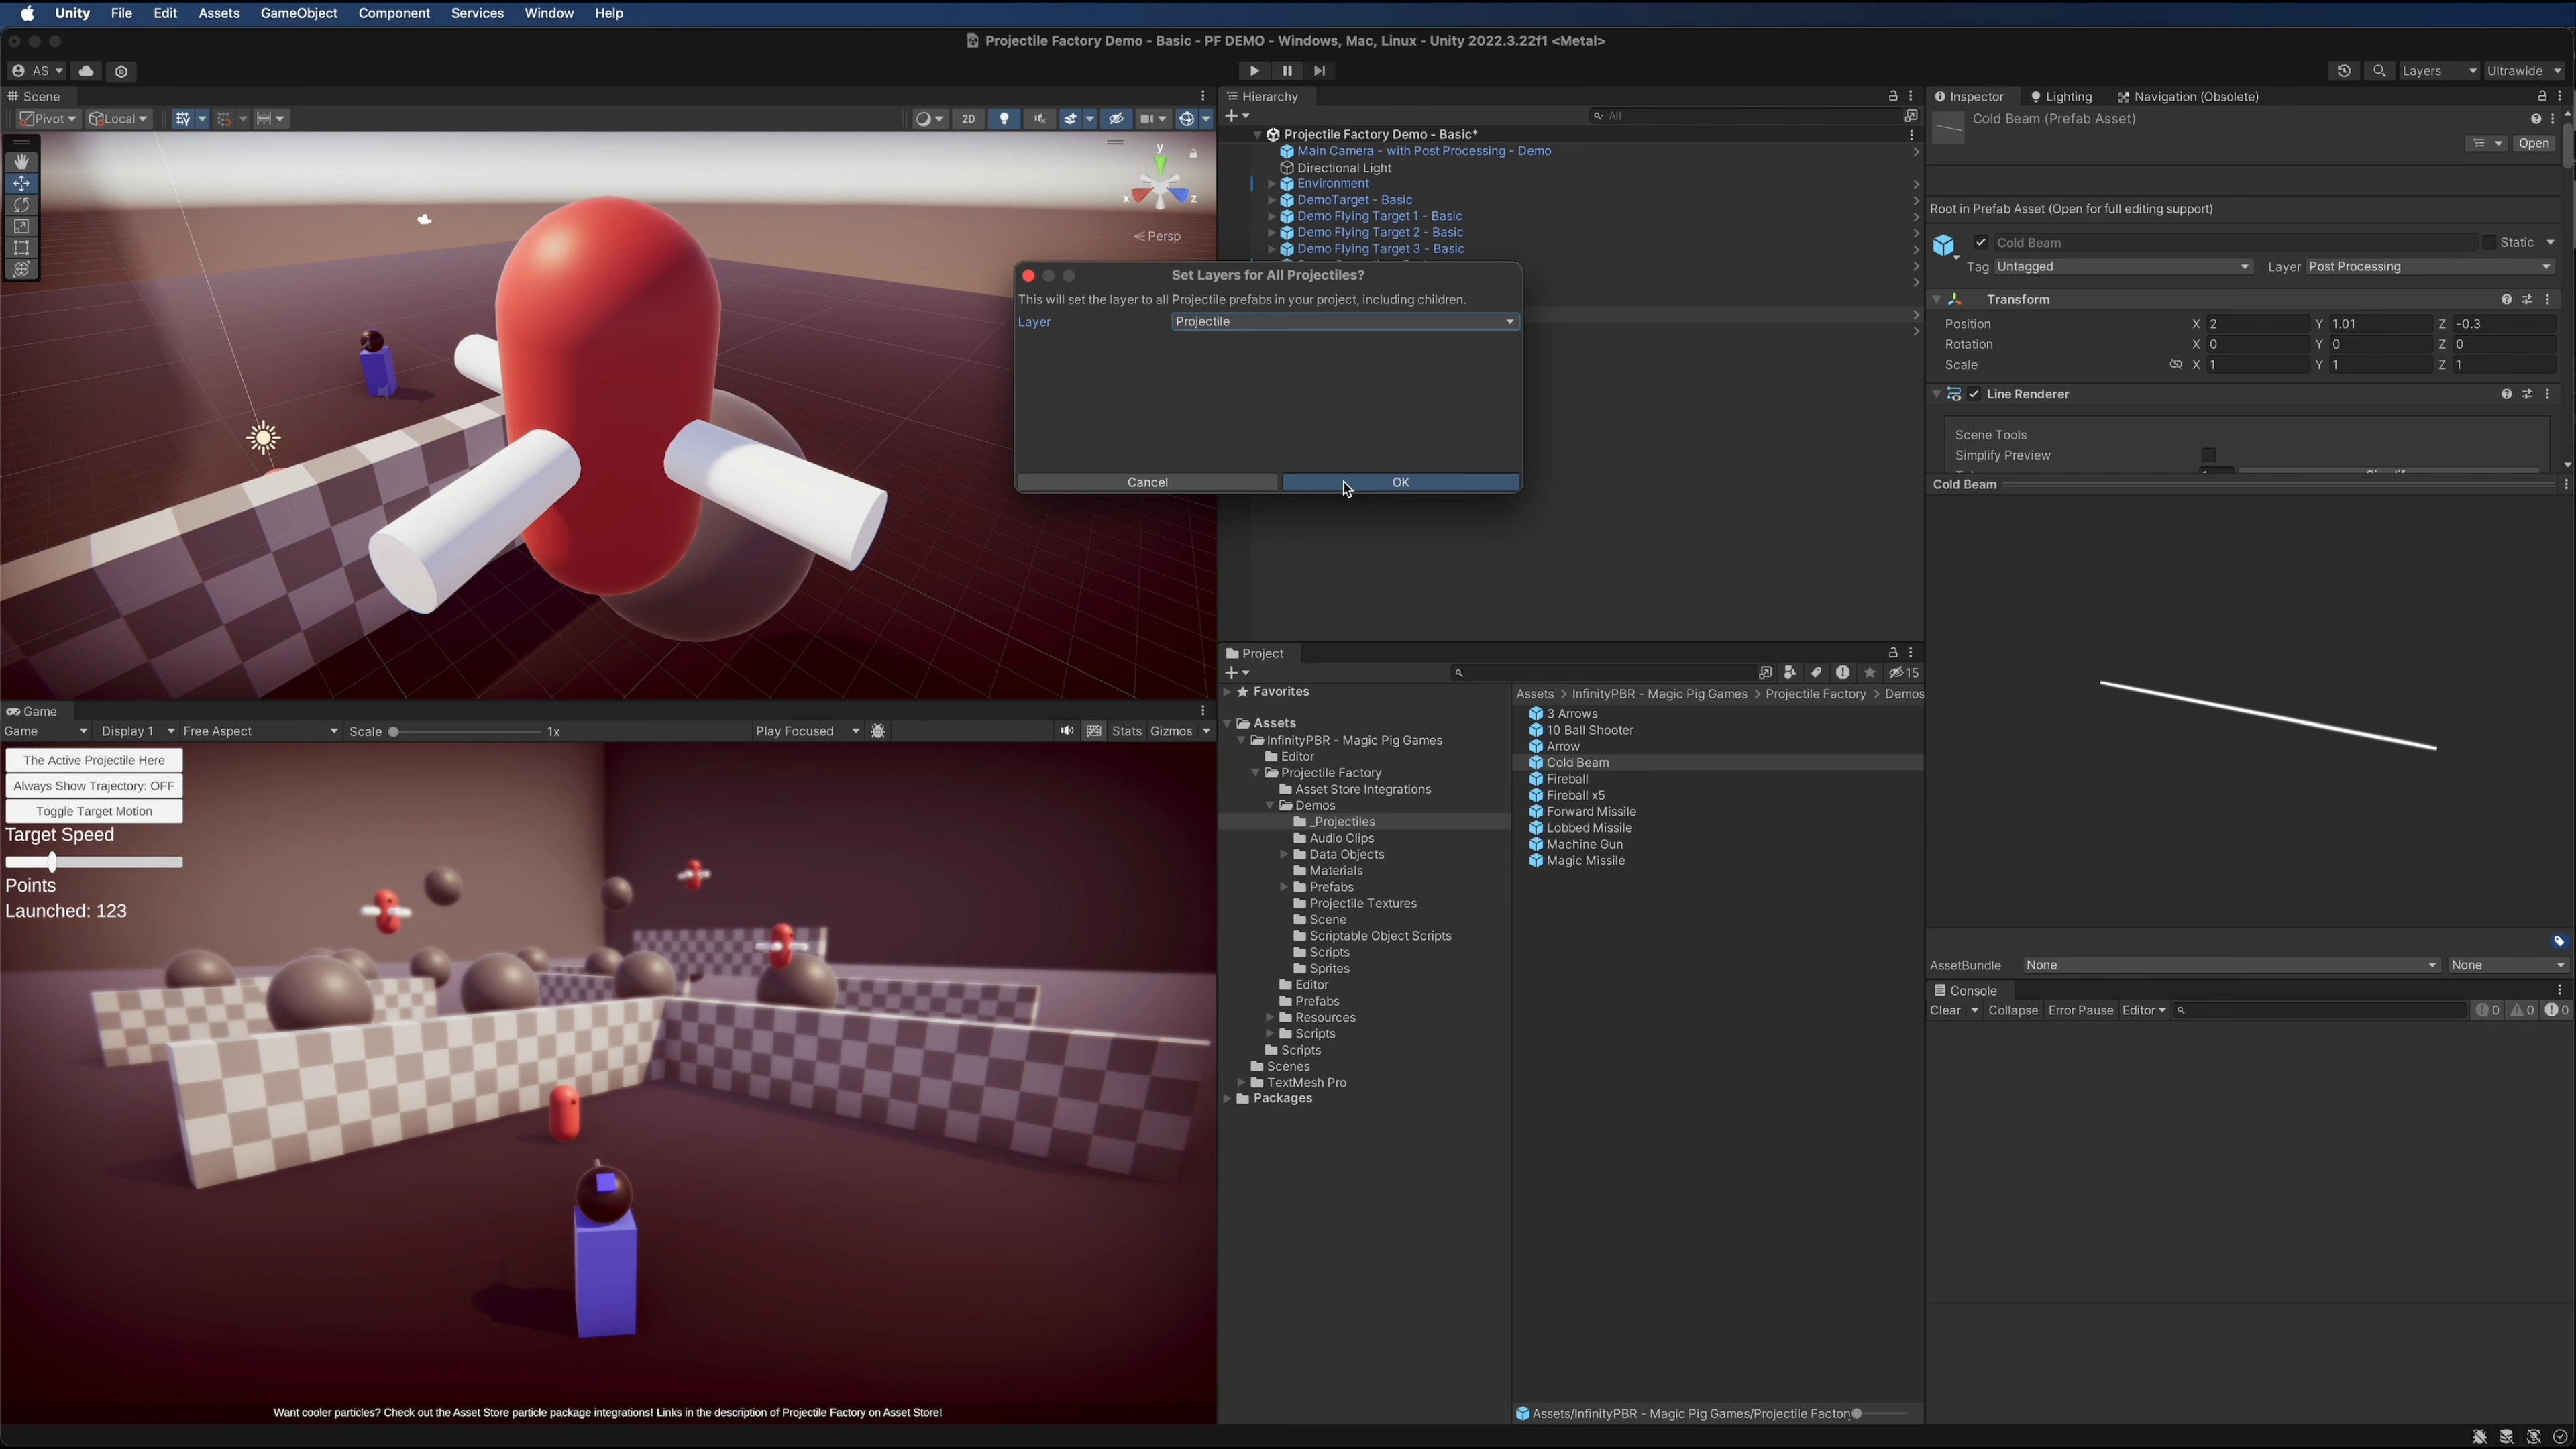 Unity File Edit Assets GameObject Component Services Window Help
Projectile Factory Demo - Basic - PF DEMO - Windows, Mac, Linux - Unity 2022.3.22f1 <Metal>
AS Layers Ultrawide
Scene
Pivot Local 2D
y
x z
Persp
Hierarchy
All
Projectile Factory Demo - Basic*
Main Camera - with Post Processing - Demo
Directional Light
Environment
DemoTarget - Basic
Demo Flying Target 1 - Basic
Demo Flying Target 2 - Basic
Demo Flying Target 3 - Basic
Set Layers for All Projectiles?
This will set the layer to all Projectile prefabs in your project, including children.
Layer Projectile
Cancel OK
Inspector Lighting Navigation (Obsolete)
Cold Beam (Prefab Asset)
Open
Root in Prefab Asset (Open for full editing support)
Cold Beam Static
Tag Untagged Layer Post Processing
Transform
Position X 2 Y 1.01 Z -0.3
Rotation X 0 Y 0 Z 0
Scale X 1 Y 1 Z 1
Line Renderer
Scene Tools
Simplify Preview
Cold Beam
AssetBundle None None
Console
Clear Collapse Error Pause Editor 0 0 0
Project
15
Favorites
Assets
InfinityPBR - Magic Pig Games
Editor
Projectile Factory
Asset Store Integrations
Demos
_Projectiles
Audio Clips
Data Objects
Materials
Prefabs
Projectile Textures
Scene
Scriptable Object Scripts
Scripts
Sprites
Editor
Prefabs
Resources
Scripts
Scripts
Scenes
TextMesh Pro
Packages
Assets > InfinityPBR - Magic Pig Games > Projectile Factory > Demos
3 Arrows
10 Ball Shooter
Arrow
Cold Beam
Fireball
Fireball x5
Forward Missile
Lobbed Missile
Machine Gun
Magic Missile
Assets/InfinityPBR - Magic Pig Games/Projectile Factory
Game
Game Display 1 Free Aspect Scale 1x Play Focused Stats Gizmos
The Active Projectile Here
Always Show Trajectory: OFF
Toggle Target Motion
Target Speed
Points
Launched: 123
Want cooler particles? Check out the Asset Store particle package integrations! Links in the description of Projectile Factory on Asset Store!